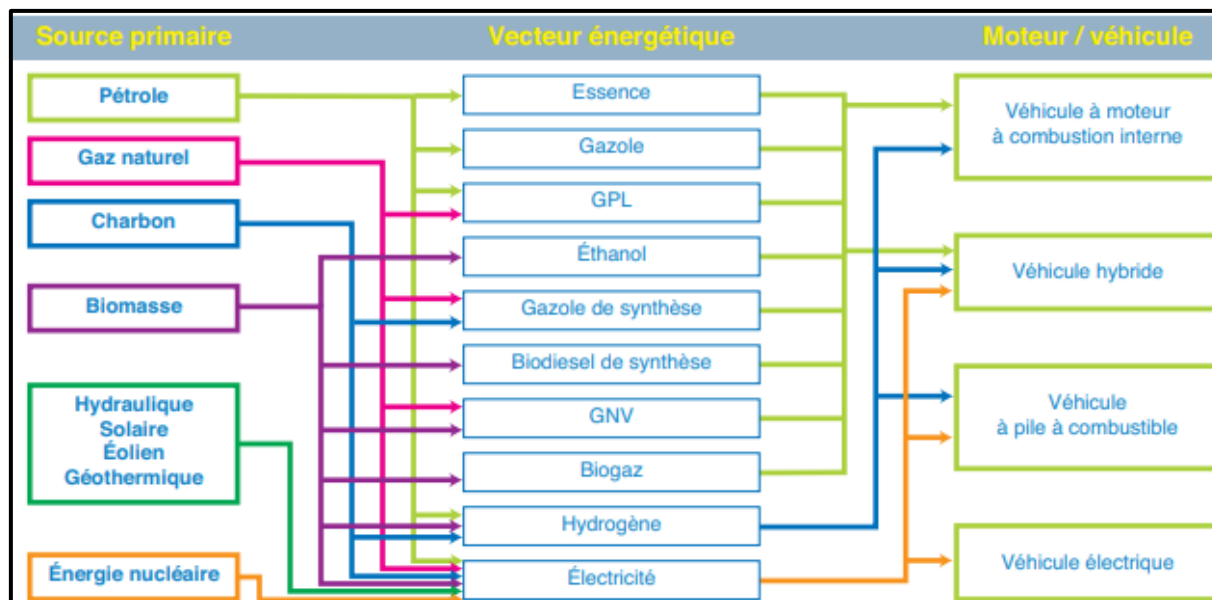 Source primaire
Vecteur énergétique
Moteur / véhicule
Pétrole
Gaz naturel
Charbon
Biomasse
Hydraulique
Solaire
Éolien
Géothermique
Énergie nucléaire
Essence
Gazole
GPL
Éthanol
Gazole de synthèse
Biodiesel de synthèse
GNV
Biogaz
Hydrogène
Électricité
Véhicule à moteur
à combustion interne
Véhicule hybride
Véhicule
à pile à combustible
Véhicule électrique